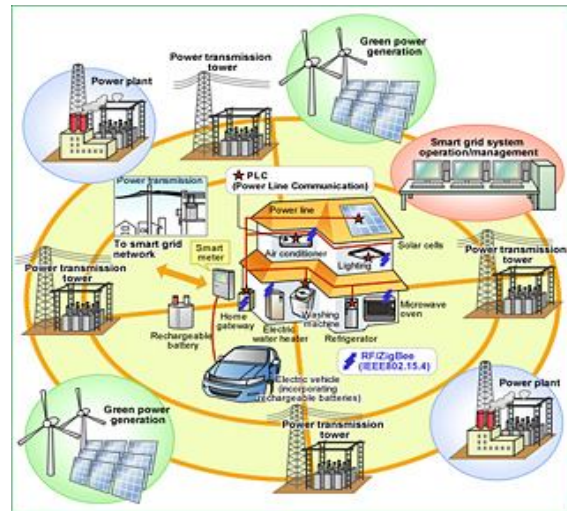 Power transmission
tower
Green power
generation
Power plant
Smart grid system
operation/management
PLC
(Power Line Communication)
Power transmission
Power line
To smart grid
network
Smart
meter
Air conditioner
Solar cells
Lighting
Power transmission
tower
Power transmission
tower
Rechargeable
battery
Home
gateway
Electric
water heater
Washing
machine
Refrigerator
Microwave
oven
RF/ZigBee
(IEEE802.15.4)
Electric vehicle
(incorporating
rechargeable batteries)
Power plant
Green power
generation
Power transmission
tower